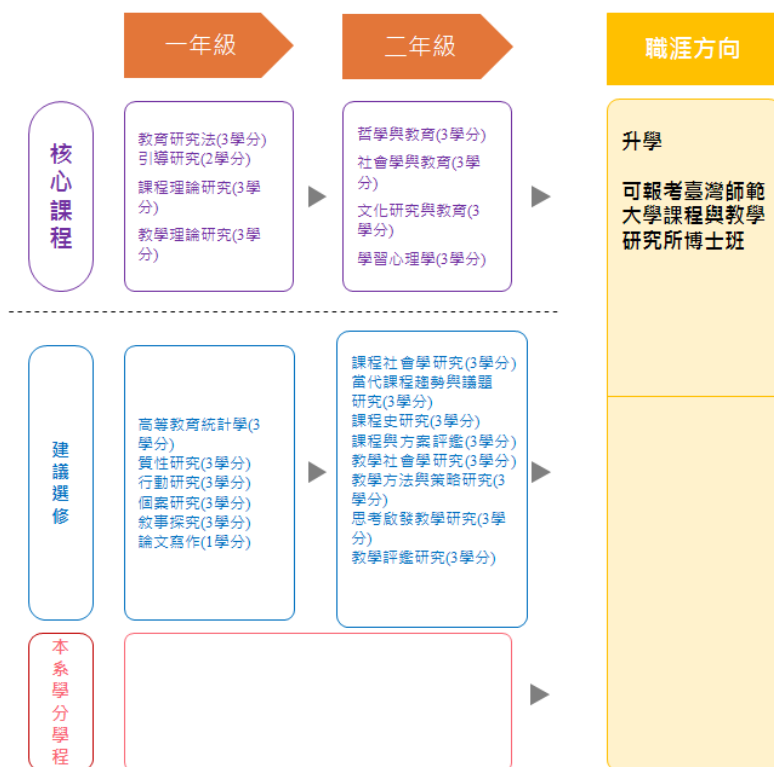 一年級
二年級
職涯方向
核心課程
教育研究法(3學分)
引導研究(2學分)
課程理論研究(3學
分)
教學理論研究(3學
分)
哲學與教育(3學分)
社會學與教育(3學
分)
文化研究與教育(3
學分)
學習心理學(3學分)
升學
可報考臺灣師範
大學課程與教學
研究所博士班
建議選修
高等教育統計學(3
學分)
質性研究(3學分)
行動研究(3學分)
個案研究(3學分)
敘事探究(3學分)
論文寫作(1學分)
課程社會學研究(3學分)
當代課程趨勢與議題
研究(3學分)
課程史研究(3學分)
課程與方案評鑑(3學分)
教學社會學研究(3學分)
教學方法與策略研究(3
學分)
思考啟發教學研究(3學
分)
教學評鑑研究(3學分)
本系學分學程